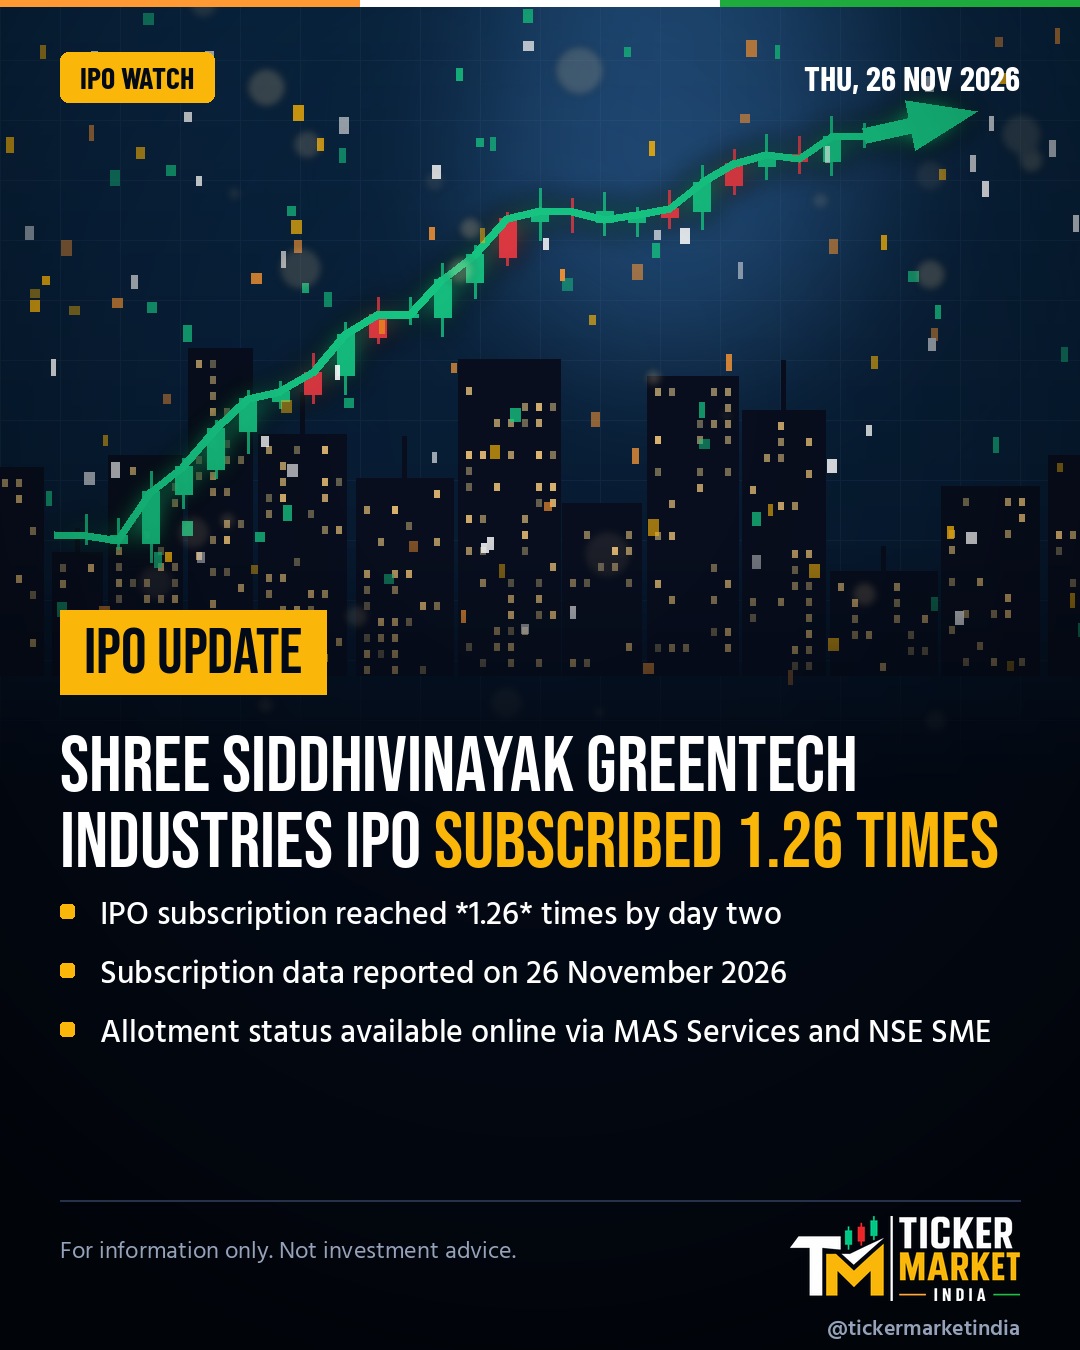 IPO WATCH
THU, 26 NOV 2026
IPO UPDATE
SHREE SIDDHIVINAYAK GREENTECH
INDUSTRIES IPO SUBSCRIBED 1.26 TIMES
IPO subscription reached *1.26* times by day two
Subscription data reported on 26 November 2026
Allotment status available online via MAS Services and NSE SME
For information only. Not investment advice.
TM
TICKER
MARKET
INDIA
@tickermarketindia